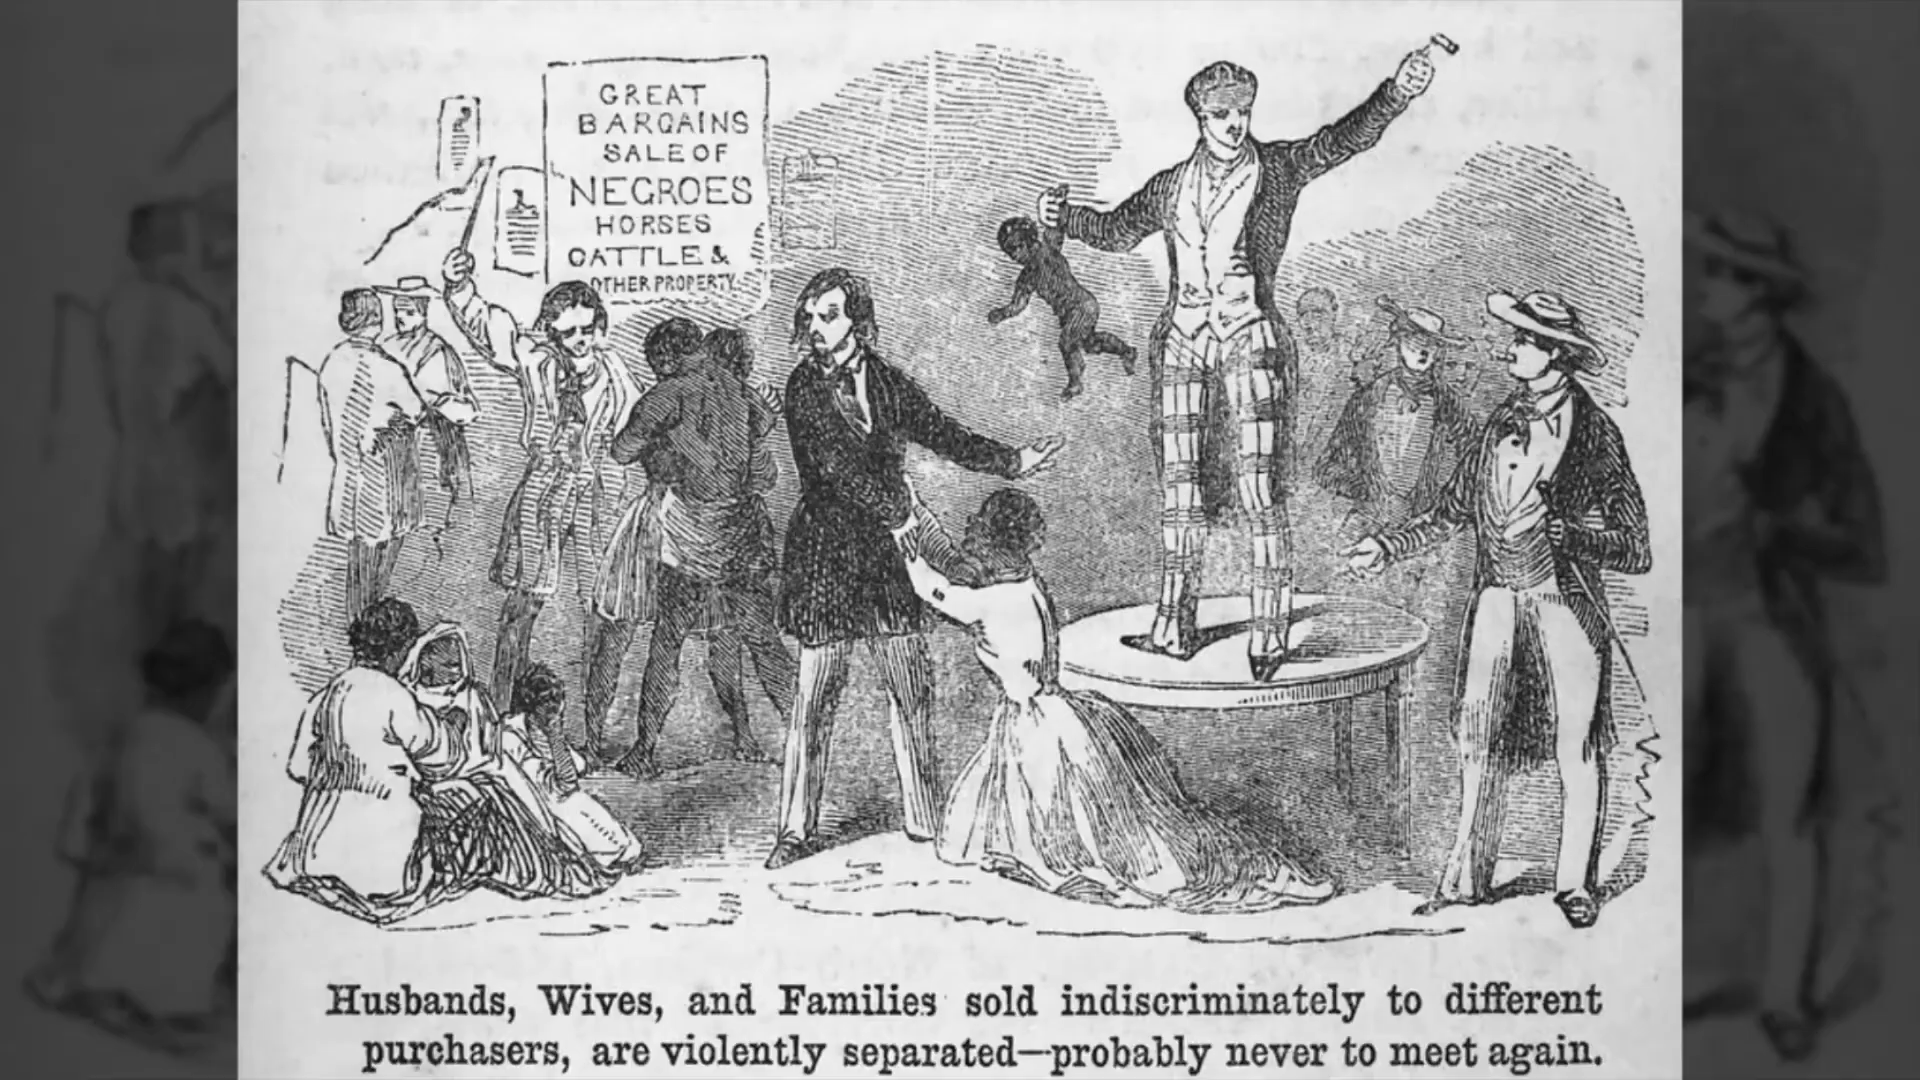 GREAT
BARGAINS
SALE OF
NEGROES
HORSES
CATTLE &
OTHER PROPERTY
Husbands, Wives, and Families sold indiscriminately to different
purchasers, are violently separated—probably never to meet again.